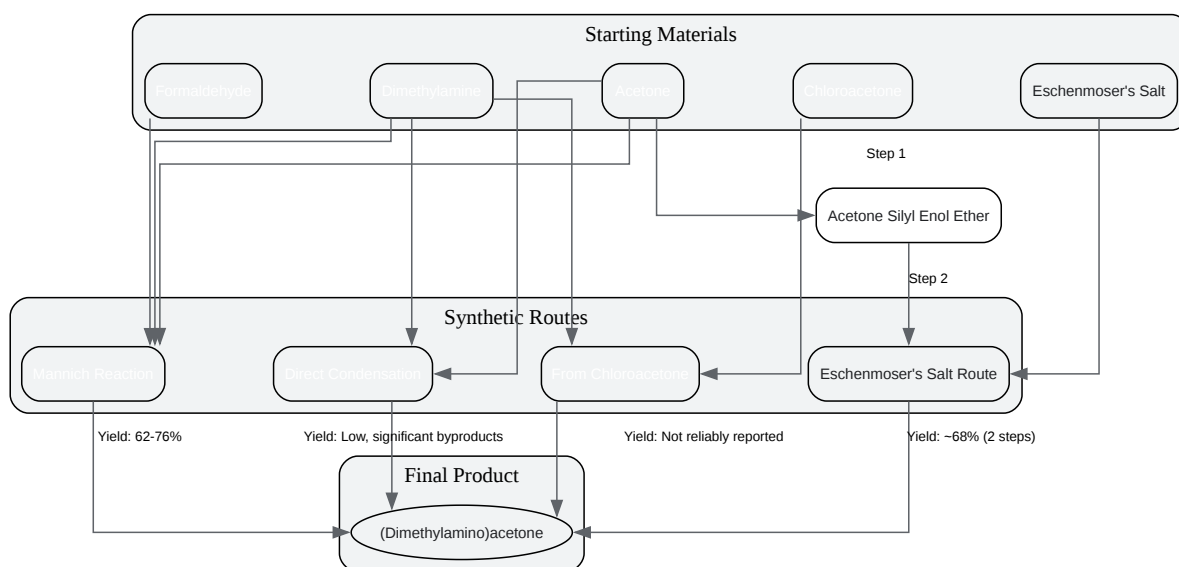 Starting Materials
Formaldehyde
Dimethylamine
Acetone
Chloroacetone
Eschenmoser's Salt
Step 1
Acetone Silyl Enol Ether
Step 2
Synthetic Routes
Mannich Reaction
Direct Condensation
From Chloroacetone
Eschenmoser's Salt Route
Yield: 62-76%
Yield: Low, significant byproducts
Yield: Not reliably reported
Yield: ~68% (2 steps)
Final Product
(Dimethylamino)acetone